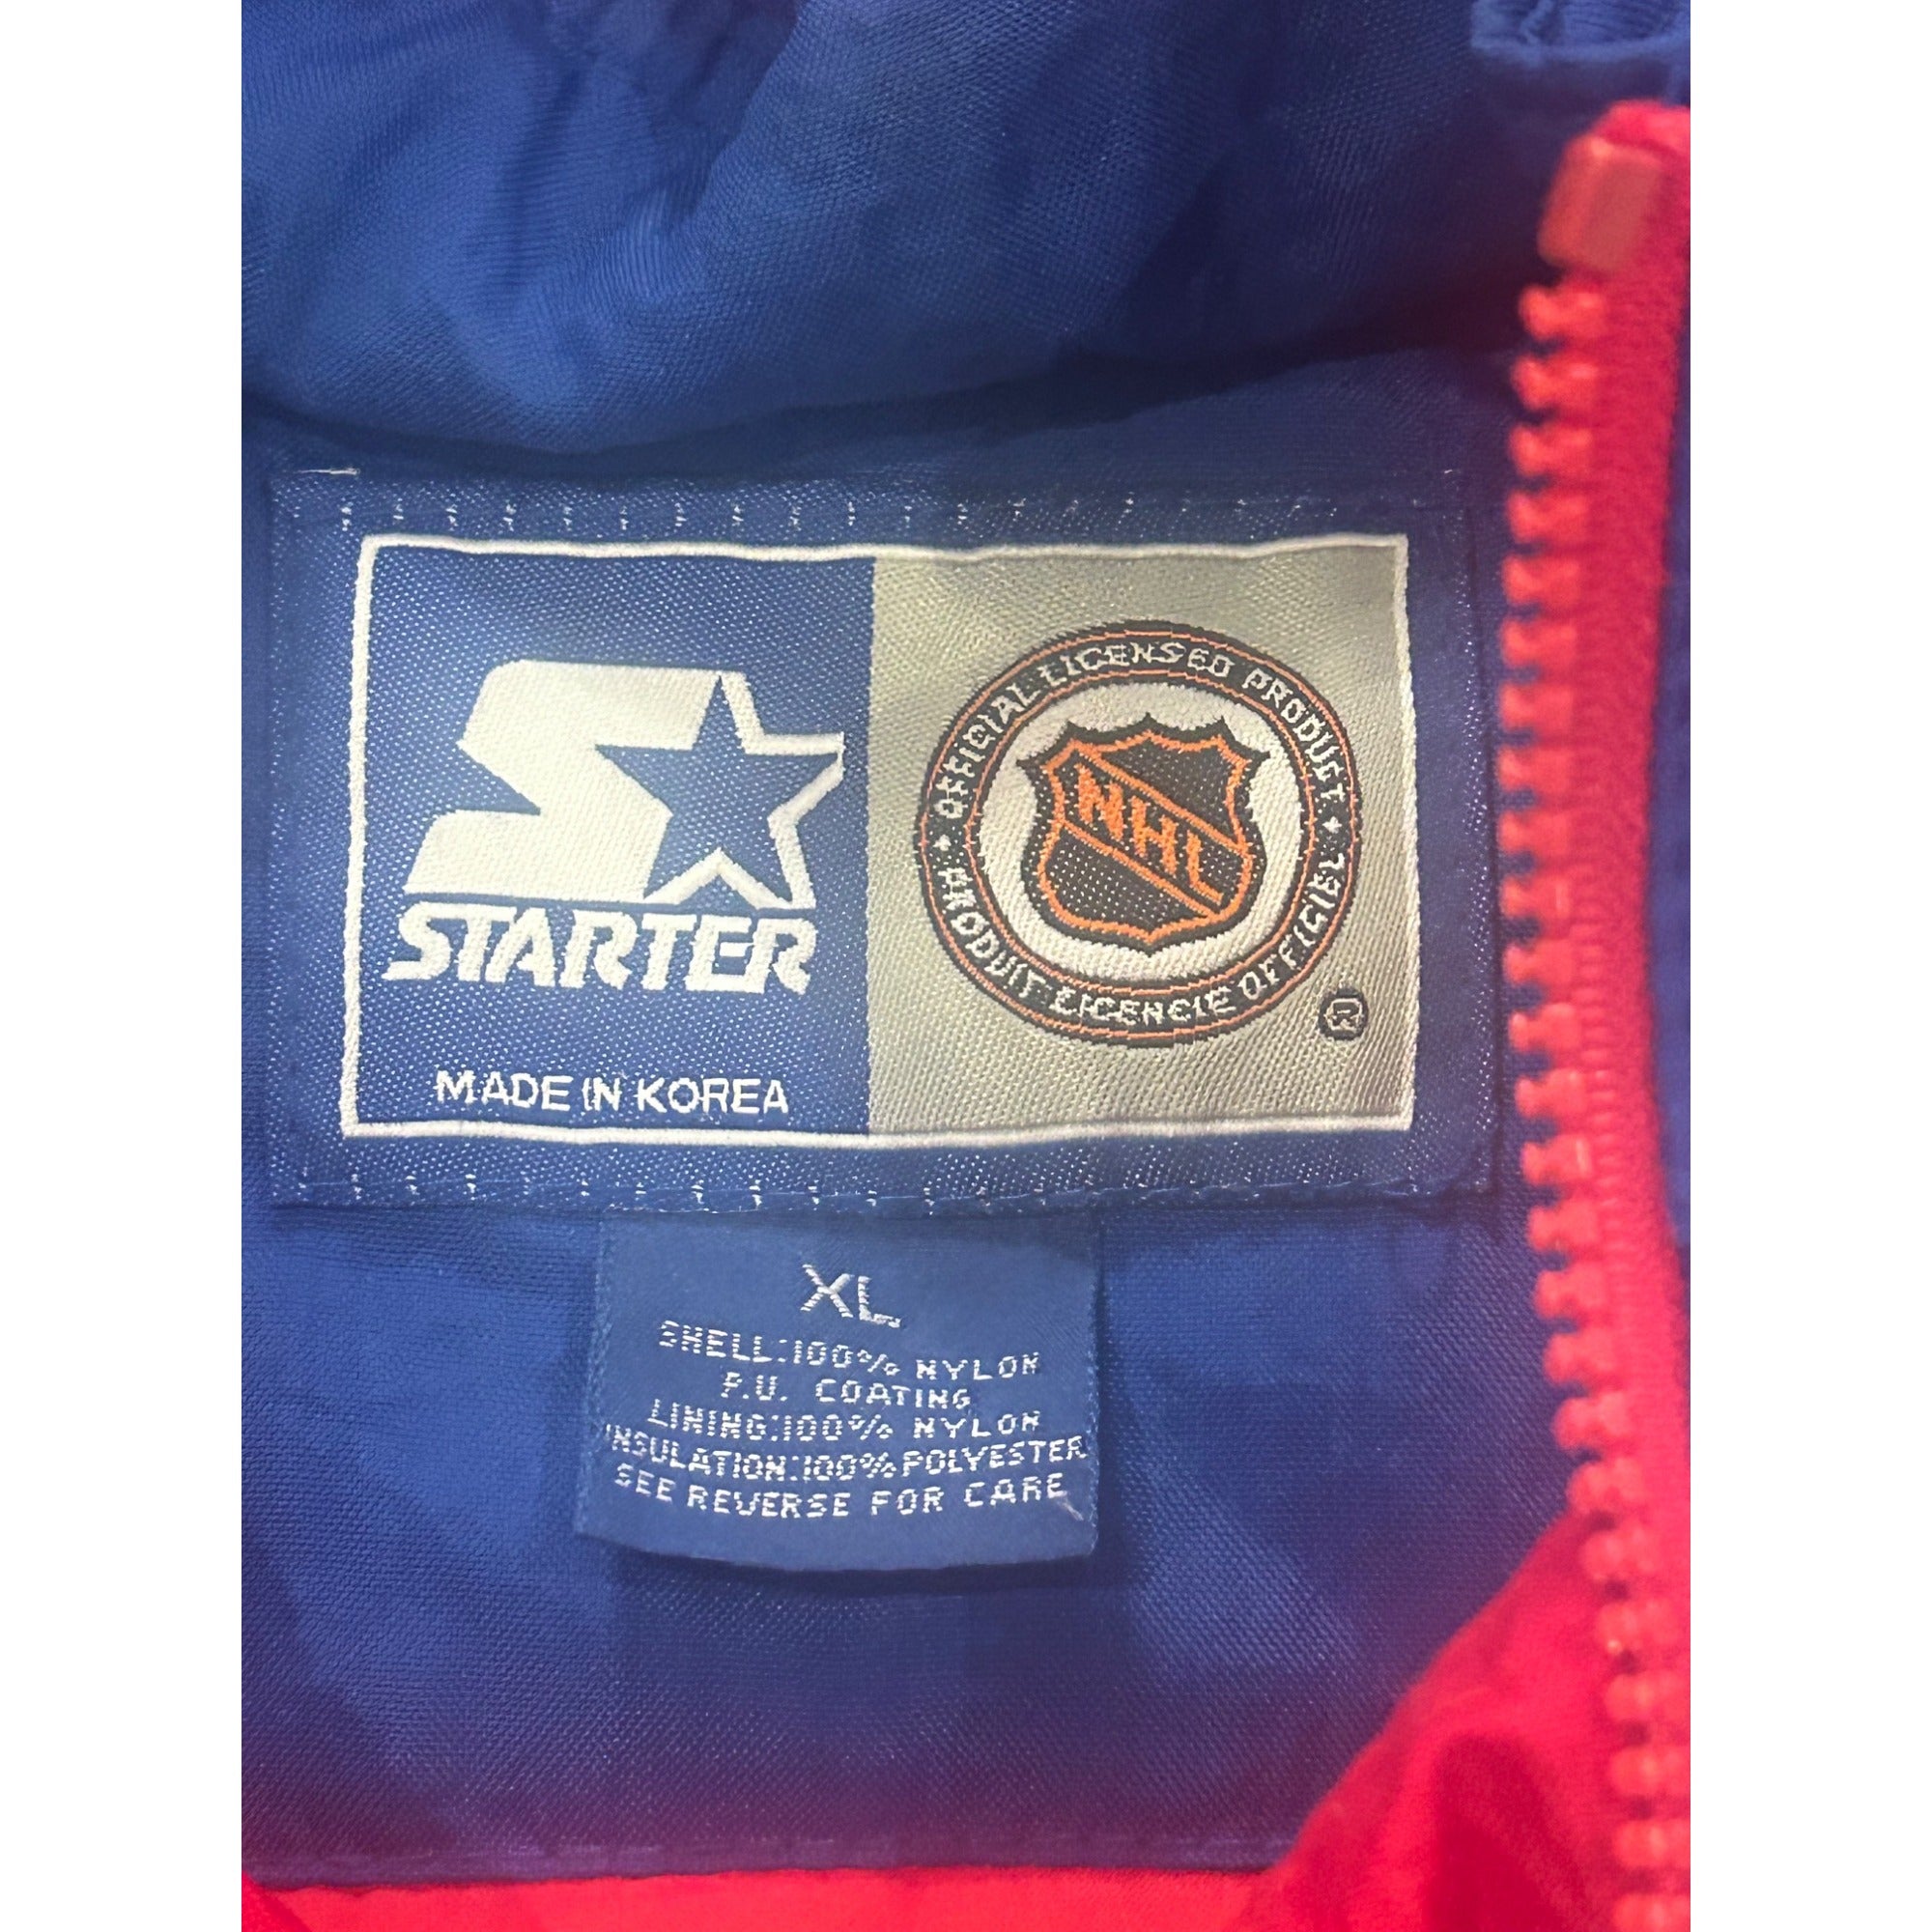 STARTER
MADE IN KOREA
OFFICIAL LICENSED PRODUCT
NHL
PRODUIT LICENCIE OFFICIEL
®
XL
SHELL:100% NYLON
P.U. COATING
LINING:100% NYLON
INSULATION:100% POLYESTER
SEE REVERSE FOR CARE